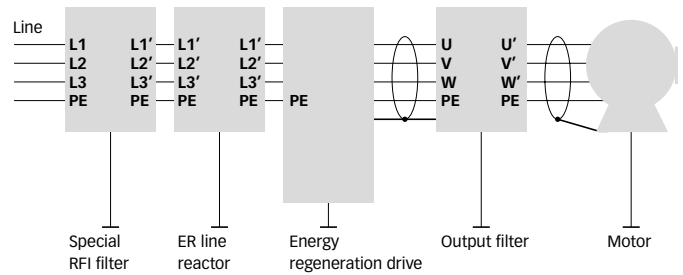 Line
L1 L1′ L1′ L1′ U U′
L2 L2′ L2′ L2′ V V′
L3 L3′ L3′ L3′ W W′
PE PE PE PE PE PE PE
Special
RFI filter
ER line
reactor
Energy
regeneration drive
Output filter
Motor